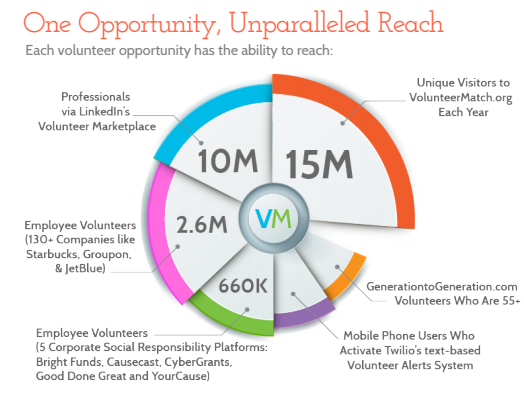 One Opportunity, Unparalleled Reach
Each volunteer opportunity has the ability to reach:
Professionals
via LinkedIn's
Volunteer Marketplace
Unique Visitors to
VolunteerMatch.org
Each Year
10M
15M
Employee Volunteers
(130+ Companies like
Starbucks, Groupon,
& JetBlue)
2.6M
VM
660K
GenerationtoGeneration.com
Volunteers Who Are 55+
Employee Volunteers
(5 Corporate Social Responsibility Platforms:
Bright Funds, Causecast, CyberGrants,
Good Done Great and YourCause)
Mobile Phone Users Who
Activate Twilio's text-based
Volunteer Alerts System